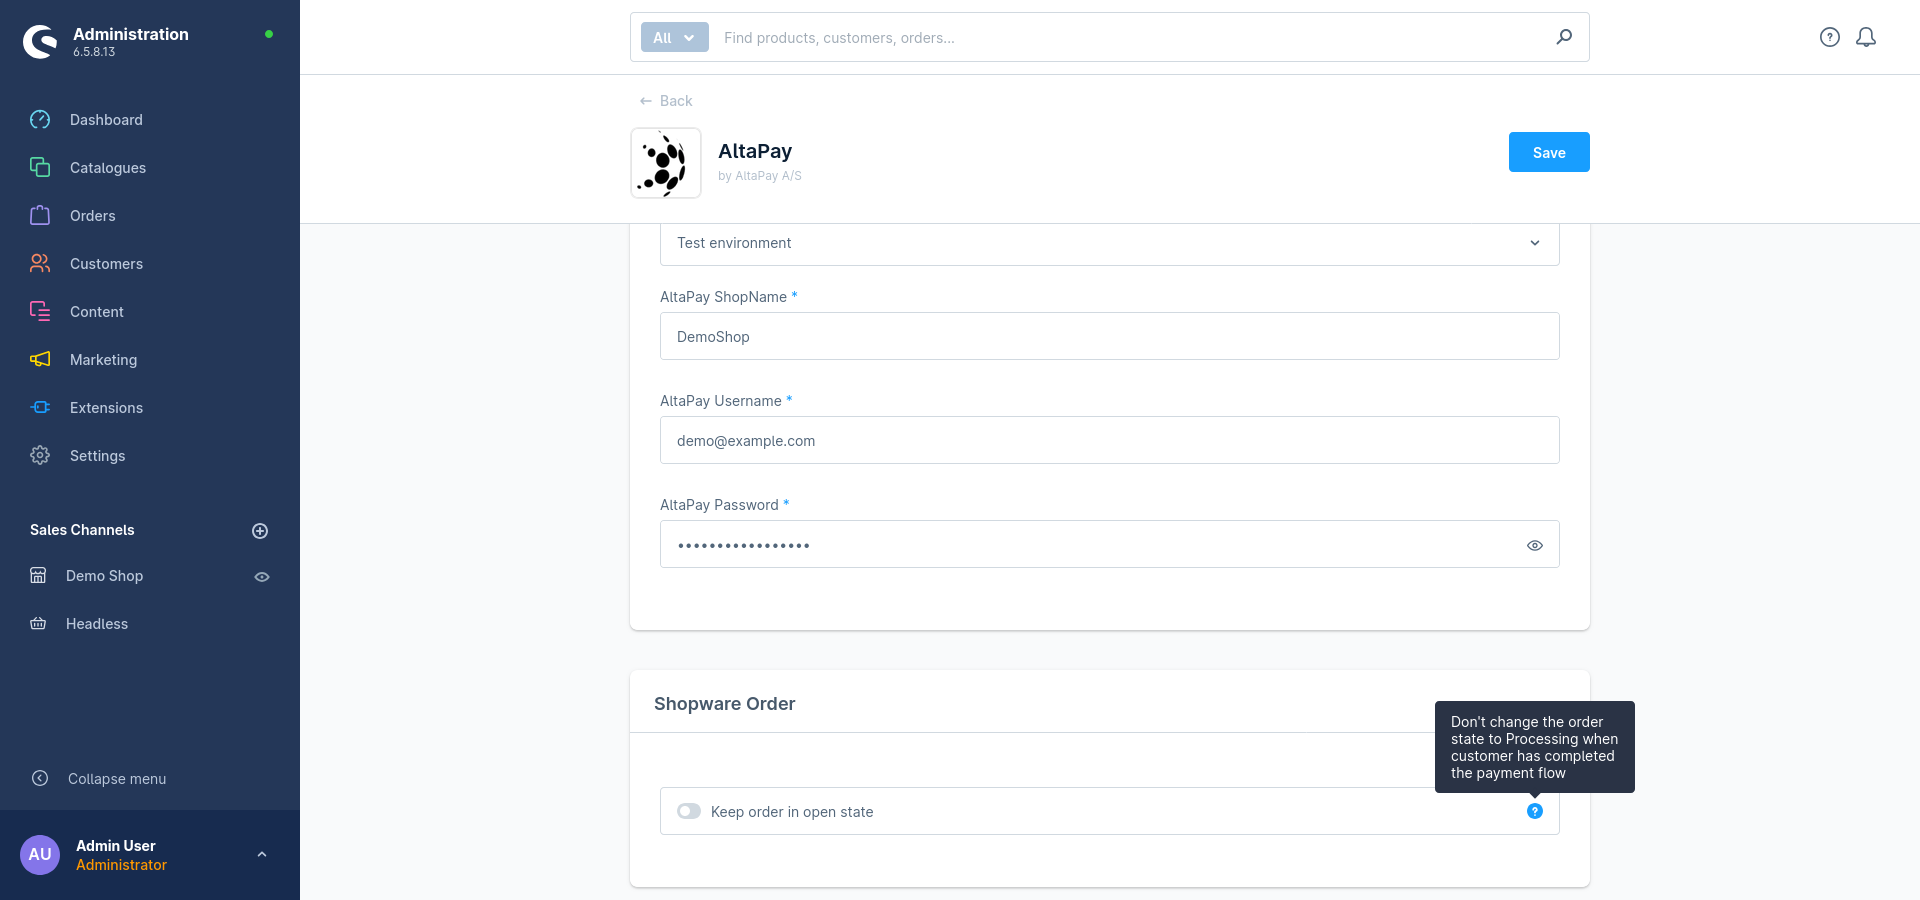 Administration
6.5.8.13
Dashboard
Catalogues
Orders
Customers
Content
Marketing
Extensions
Settings
Sales Channels
Demo Shop
Headless
Collapse menu
AU
Admin User
Administrator
All
Find products, customers, orders...
Back
AltaPay
by AltaPay A/S
Save
Test environment
AltaPay ShopName *
DemoShop
AltaPay Username *
demo@example.com
AltaPay Password *
•••••••••••••••••
Shopware Order
Don't change the order
state to Processing when
customer has completed
the payment flow
Keep order in open state
?